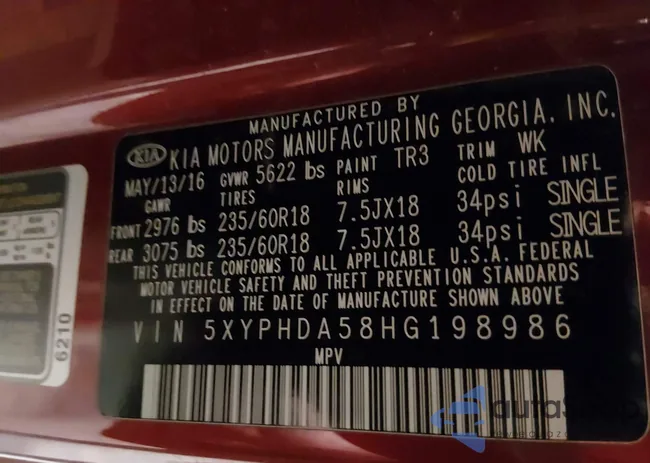 MANUFACTURED BY
KIA KIA MOTORS MANUFACTURING GEORGIA, INC.
MAY/13/16 GVWR 5622 lbs PAINT TR3 TRIM WK
GAWR TIRES RIMS COLD TIRE INFL
FRONT 2976 lbs 235/60R18 7.5JX18 34psi SINGLE
REAR 3075 lbs 235/60R18 7.5JX18 34psi SINGLE
THIS VEHICLE CONFORMS TO ALL APPLICABLE U.S.A. FEDERAL
MOTOR VEHICLE SAFETY AND THEFT PREVENTION STANDARDS
IN EFFECT ON THE DATE OF MANUFACTURE SHOWN ABOVE
VIN 5XYPHDA58HG198986
MPV
6210